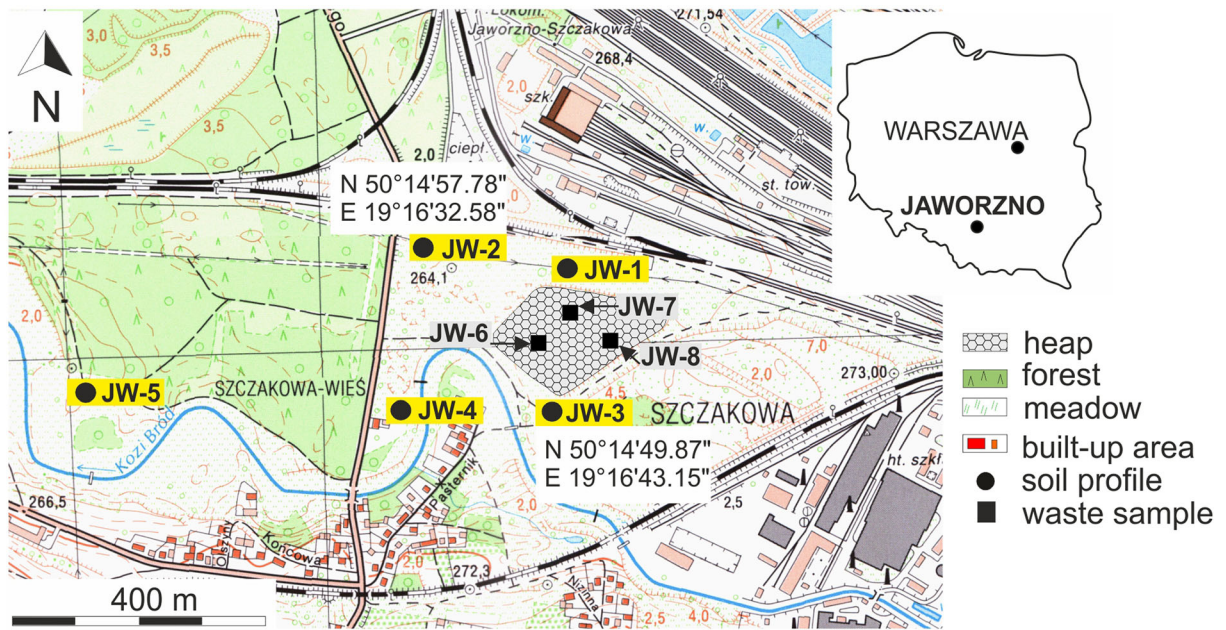 Lokom.
Jaworzno-Szczakowa
271,54
268,4
3,0
3,5
3,5
N
szk.
w
w.
2,0
ciepl.
st. tow.
N 50°14'57.78"
E 19°16'32.58"
JW-2
JW-1
264,1
2,0
JW-7
JW-6
JW-8
7,0
2,0
273,00
4,5
JW-5
SZCZAKOWA-WIEŚ
JW-4
JW-3
SZCZAKOWA
Kozi Bród
N 50°14'49.87"
E 19°16'43.15"
ht. szkł.
2,0
2,5
266,5
Pasternik
Olszyny
Końcowa
2,0
272,3
Nizinna
2,5
4,0
400 m
WARSZAWA
JAWORZNO
heap
forest
meadow
built-up area
soil profile
waste sample